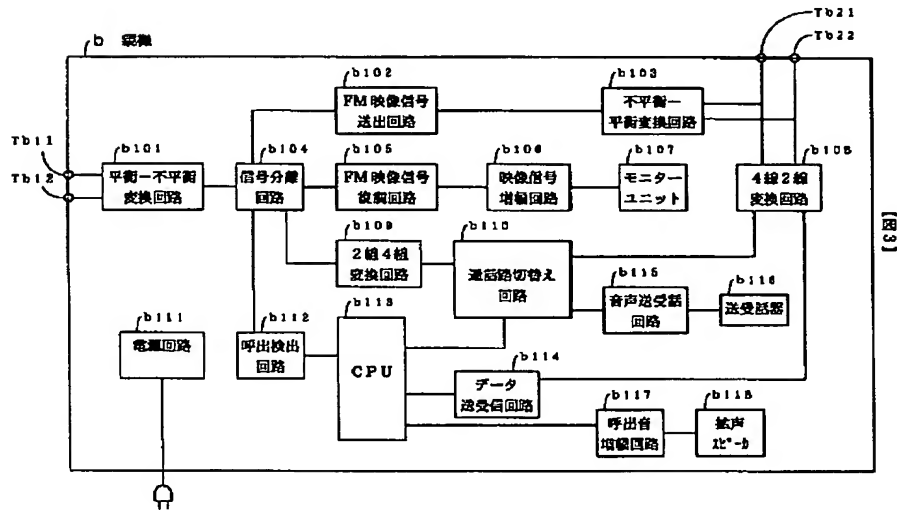 Tb21
Tb22
b 親機
b102
FM映像信号
送出回路
b103
不平衡ー
平衡変換回路
Tb11
Tb12
b101
平衡ー不平衡
変換回路
b104
信号分離
回路
b105
FM映像信号
復調回路
b106
映像信号
増幅回路
b107
モニター
ユニット
b108
4線2線
変換回路
【図3】
b109
2組4組
変換回路
b110
通話路切替え
回路
b115
音声送受話
回路
b116
送受話器
b111
電源回路
b112
呼出検出
回路
b113
CPU
b114
データ
送受信回路
b117
呼出音
増幅回路
b118
拡声
ｽﾋﾟｰｶ